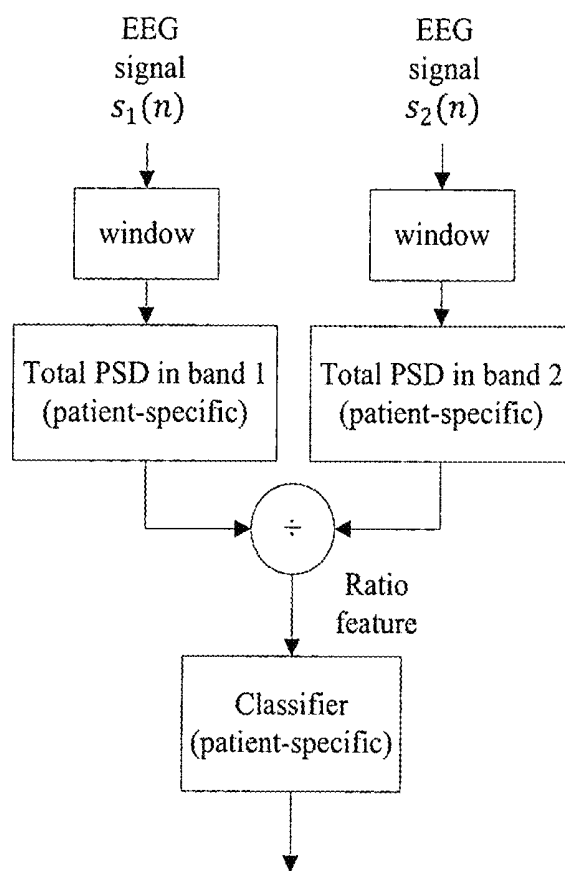 EEG
signal
s₁(n)
EEG
signal
s₂(n)
window
window
Total PSD in band 1
(patient-specific)
Total PSD in band 2
(patient-specific)
÷
Ratio
feature
Classifier
(patient-specific)